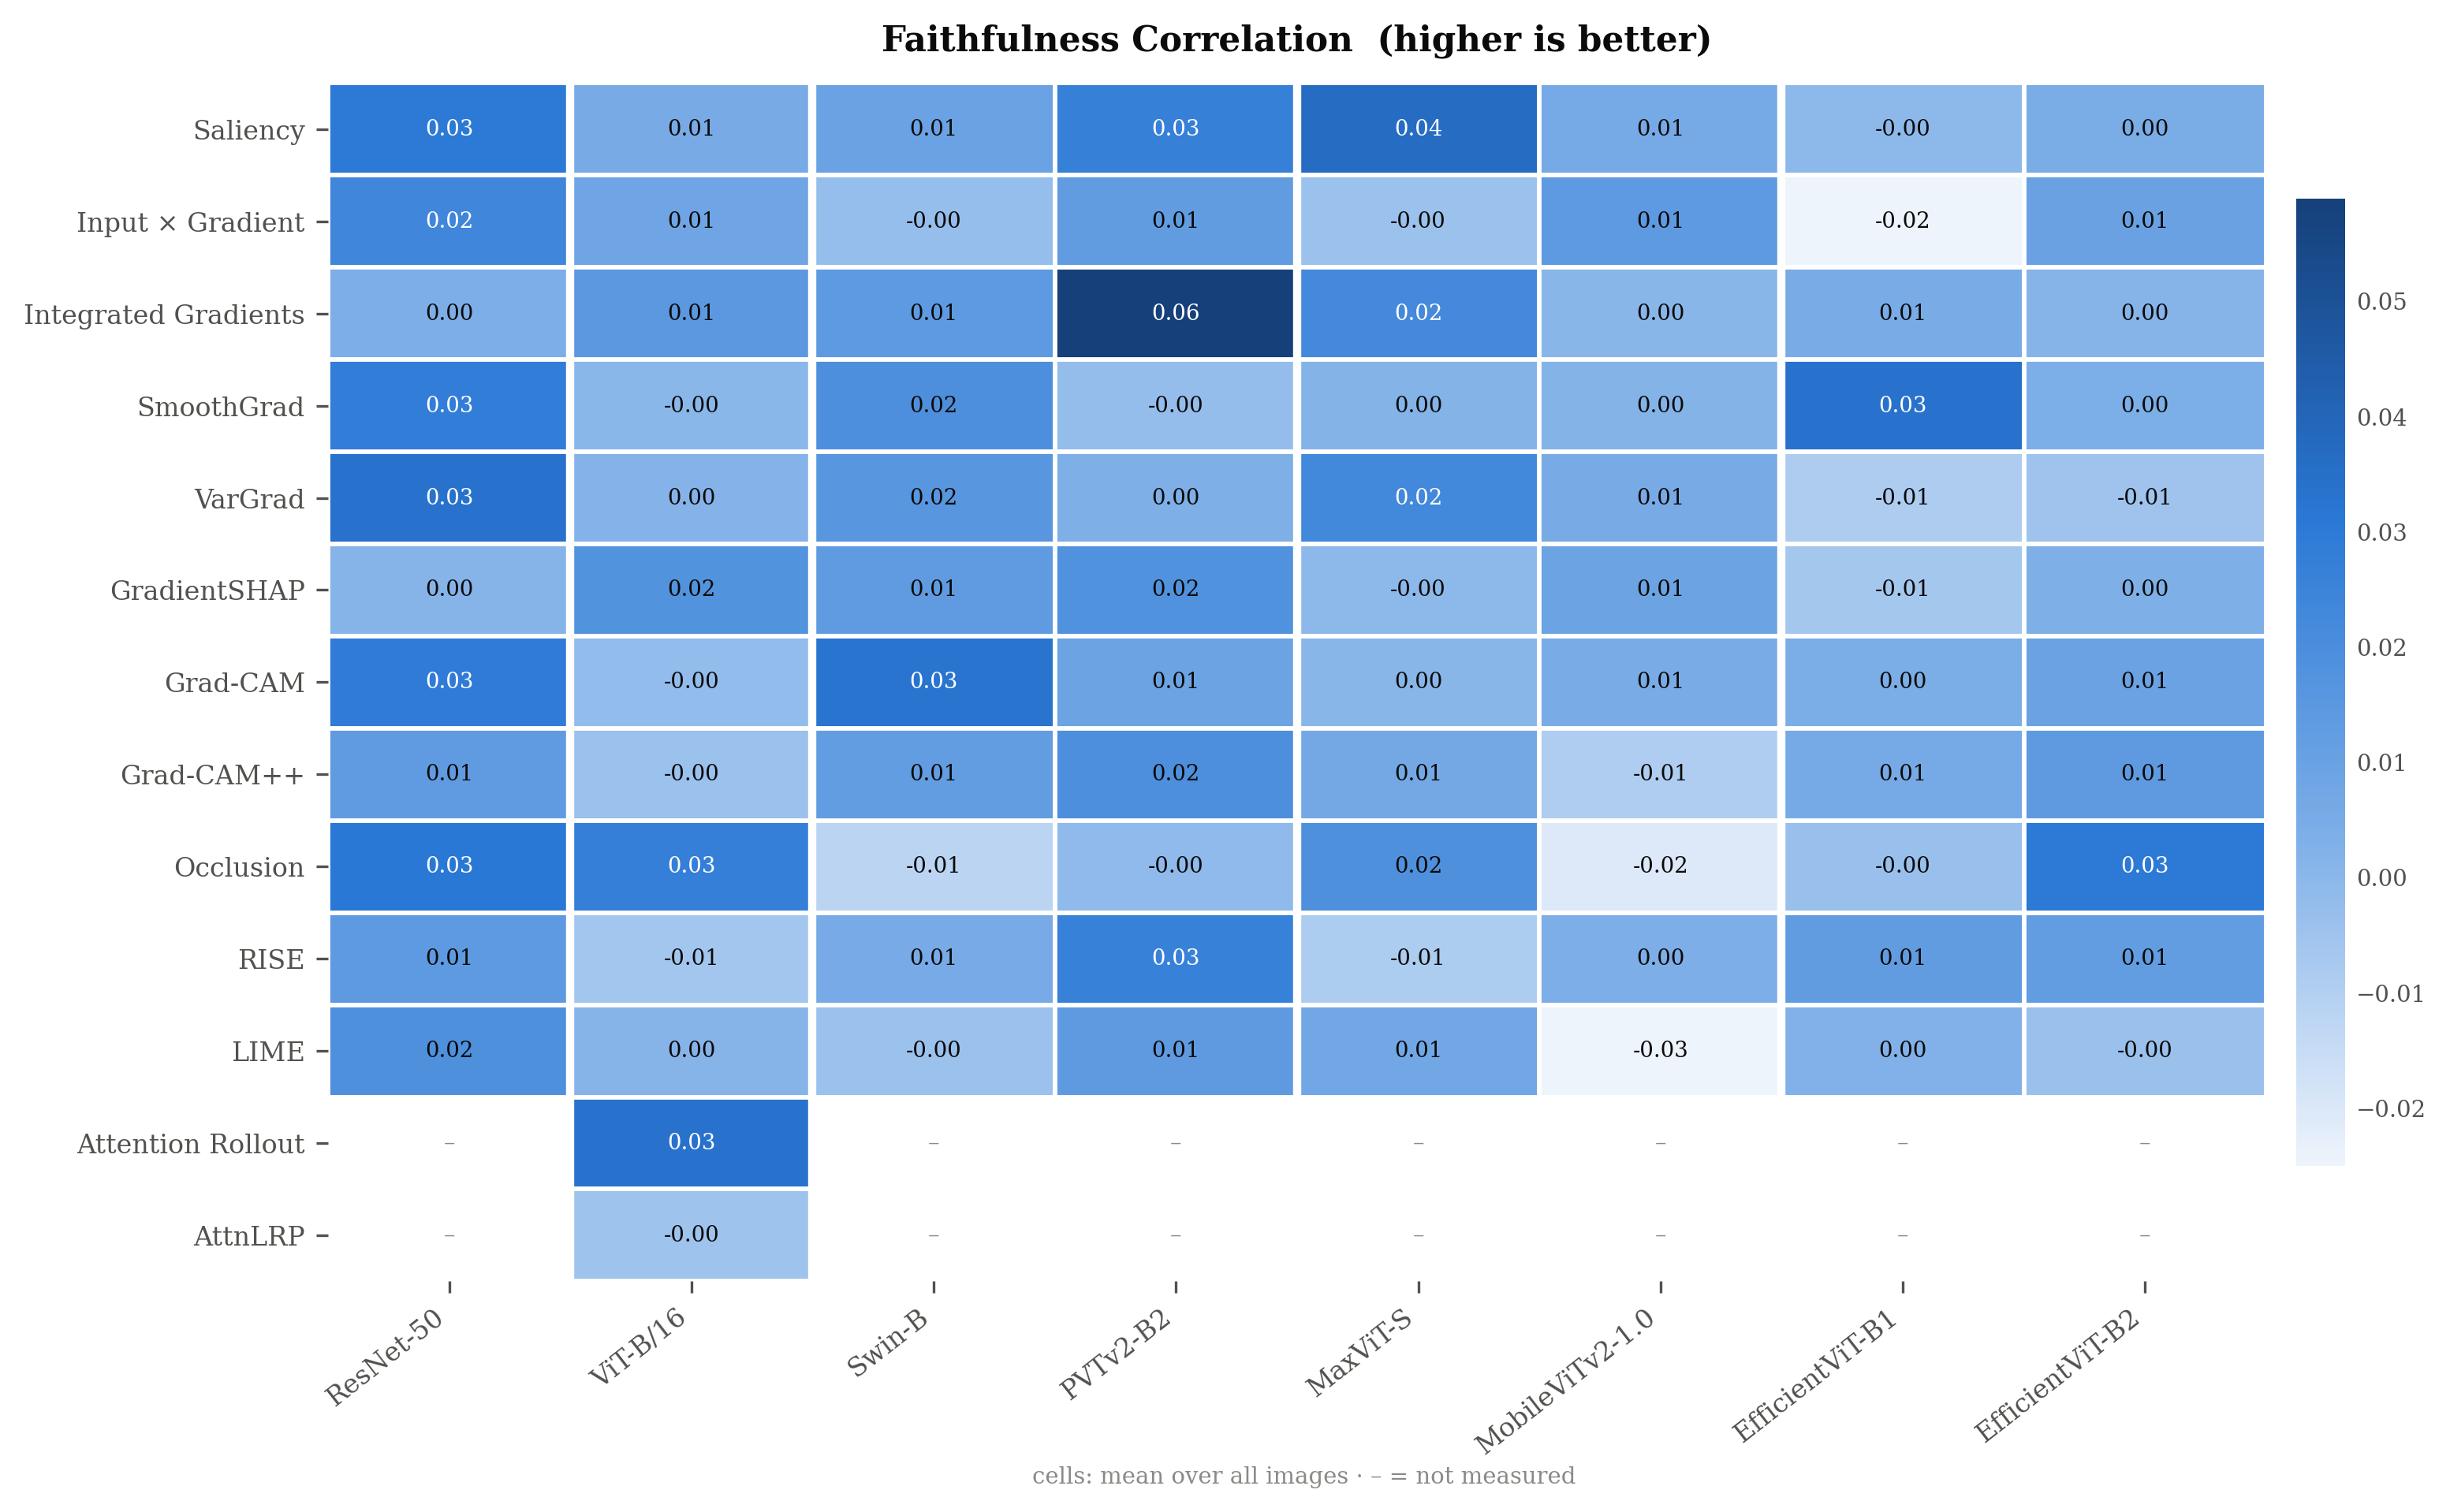 Faithfulness Correlation (higher is better)
Saliency 0.03 0.01 0.01 0.03 0.04 0.01 -0.00 0.00
Input × Gradient 0.02 0.01 -0.00 0.01 -0.00 0.01 -0.02 0.01
Integrated Gradients 0.00 0.01 0.01 0.06 0.02 0.00 0.01 0.00
SmoothGrad 0.03 -0.00 0.02 -0.00 0.00 0.00 0.03 0.00
VarGrad 0.03 0.00 0.02 0.00 0.02 0.01 -0.01 -0.01
GradientSHAP 0.00 0.02 0.01 0.02 -0.00 0.01 -0.01 0.00
Grad-CAM 0.03 -0.00 0.03 0.01 0.00 0.01 0.00 0.01
Grad-CAM++ 0.01 -0.00 0.01 0.02 0.01 -0.01 0.01 0.01
Occlusion 0.03 0.03 -0.01 -0.00 0.02 -0.02 -0.00 0.03
RISE 0.01 -0.01 0.01 0.03 -0.01 0.00 0.01 0.01
LIME 0.02 0.00 -0.00 0.01 0.01 -0.03 0.00 -0.00
Attention Rollout – 0.03 – – – – – –
AttnLRP – -0.00 – – – – – –
ResNet-50 ViT-B/16 Swin-B PVTv2-B2 MaxViT-S MobileViTv2-1.0 EfficientViT-B1 EfficientViT-B2
0.05
0.04
0.03
0.02
0.01
0.00
−0.01
−0.02
cells: mean over all images · – = not measured